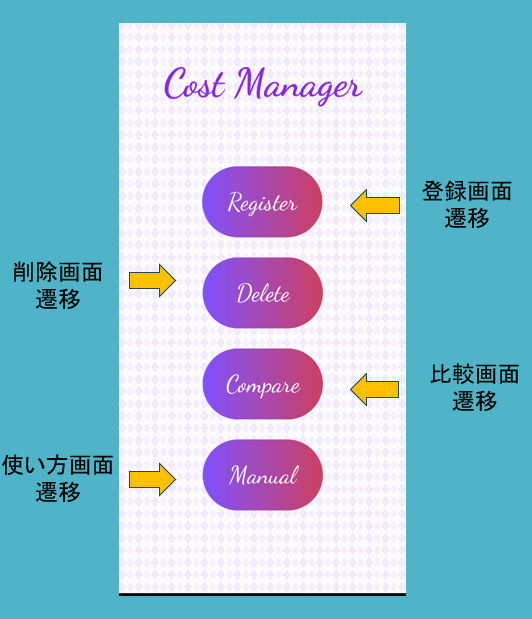 Cost Manager
Register
登録画面
遷移
削除画面
遷移
Delete
Compare
比較画面
遷移
使い方画面
遷移
Manual